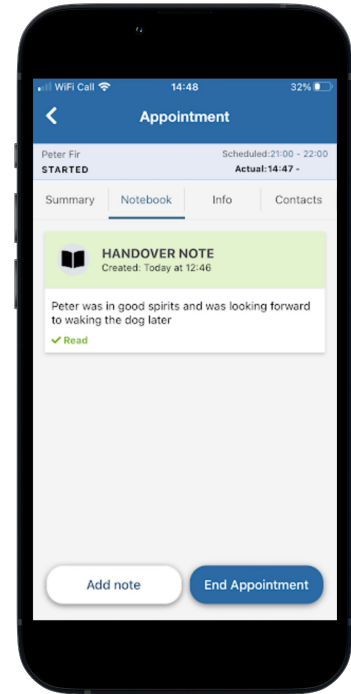 WiFi Call 14:48 32%
Appointment
Peter Fir Scheduled:21:00 - 22:00
STARTED Actual:14:47 -
Summary Notebook Info Contacts
HANDOVER NOTE
Created: Today at 12:46
Peter was in good spirits and was looking forward
to waking the dog later
Read
Add note End Appointment